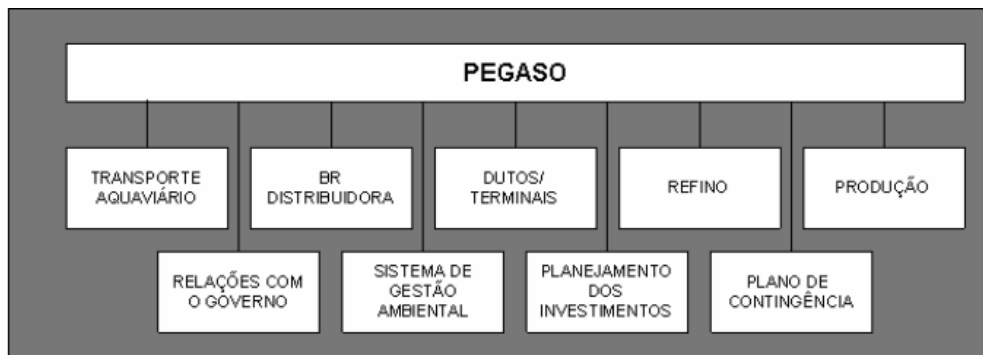 PEGASO
TRANSPORTE
AQUAVIÁRIO
BR
DISTRIBUIDORA
DUTOS/
TERMINAIS
REFINO
PRODUÇÃO
RELAÇÕES COM
O GOVERNO
SISTEMA DE
GESTÃO
AMBIENTAL
PLANEJAMENTO
DOS
INVESTIMENTOS
PLANO DE
CONTINGÊNCIA